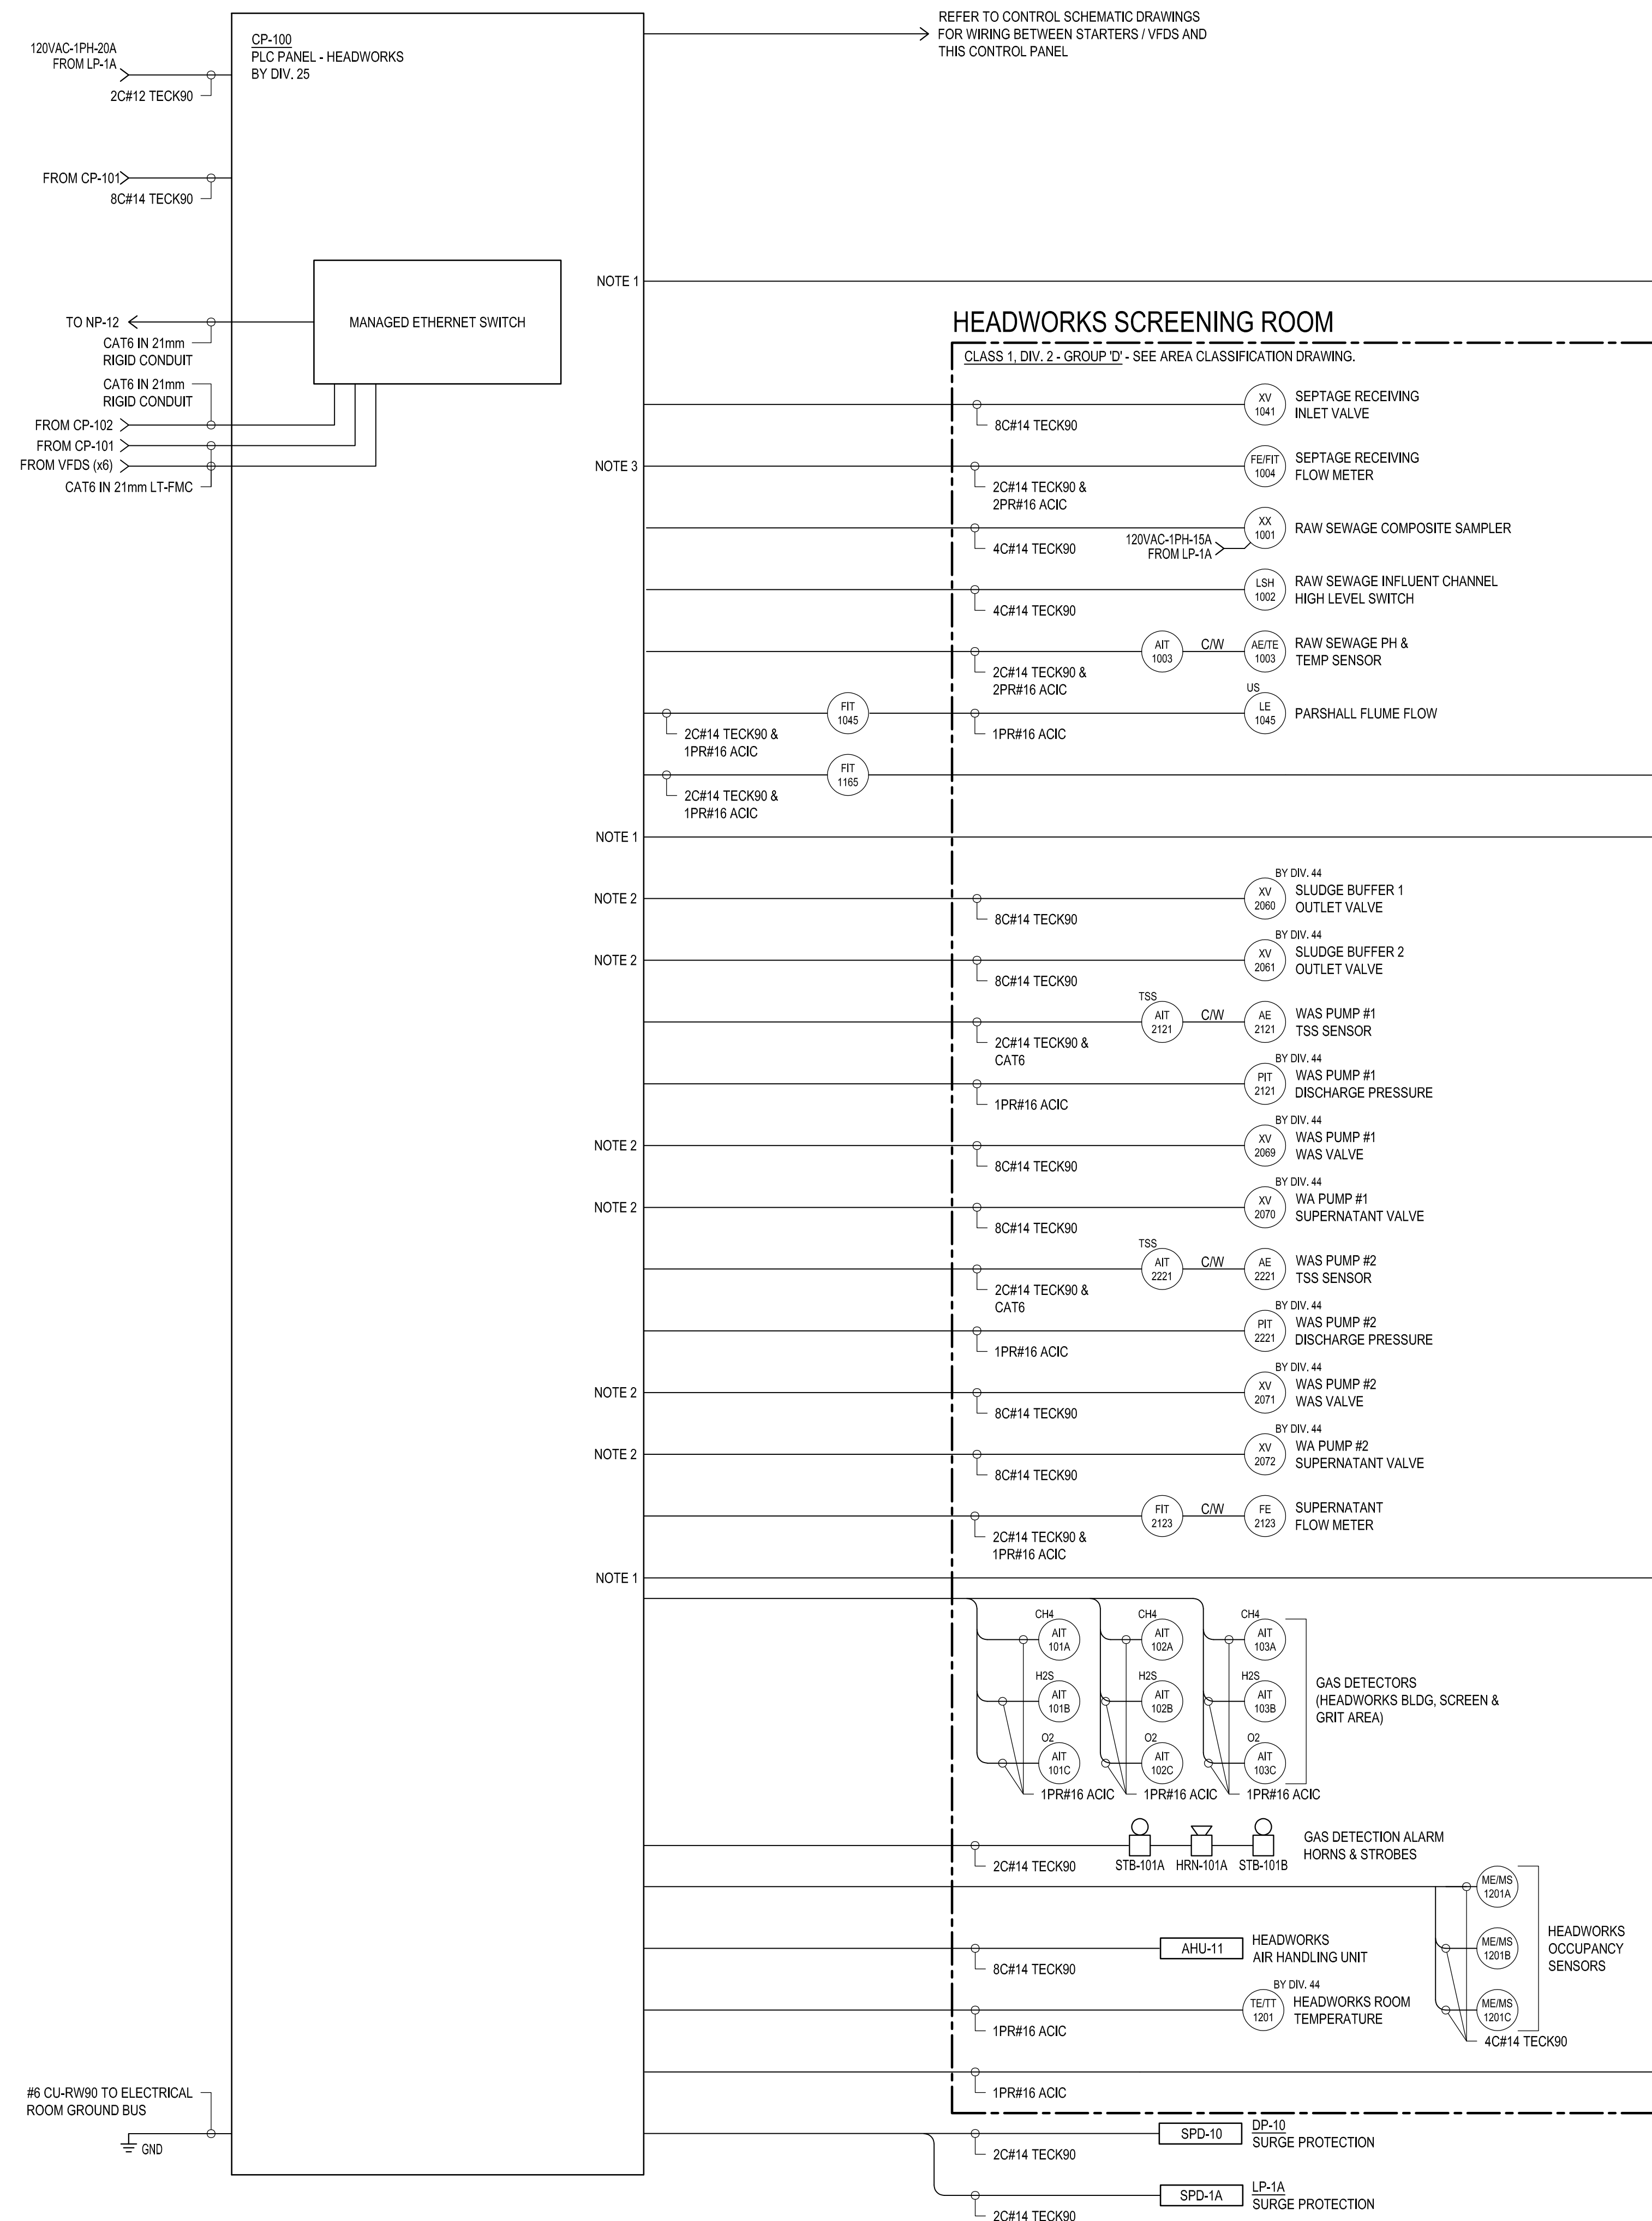 REFER TO CONTROL SCHEMATIC DRAWINGS
FOR WIRING BETWEEN STARTERS / VFDS AND
THIS CONTROL PANEL
120VAC-1PH-20A
FROM LP-1A
2C#12 TECK90
CP-100
PLC PANEL - HEADWORKS
BY DIV. 25
FROM CP-101
8C#14 TECK90
NOTE 1
MANAGED ETHERNET SWITCH
TO NP-12
CAT6 IN 21mm
RIGID CONDUIT
CAT6 IN 21mm
RIGID CONDUIT
FROM CP-102
FROM CP-101
FROM VFDS (x6)
CAT6 IN 21mm LT-FMC
HEADWORKS SCREENING ROOM
CLASS 1, DIV. 2 - GROUP 'D' - SEE AREA CLASSIFICATION DRAWING.
8C#14 TECK90
XV
1041
SEPTAGE RECEIVING
INLET VALVE
NOTE 3
2C#14 TECK90 &
2PR#16 ACIC
FE/FIT
1004
SEPTAGE RECEIVING
FLOW METER
4C#14 TECK90
120VAC-1PH-15A
FROM LP-1A
XX
1001
RAW SEWAGE COMPOSITE SAMPLER
4C#14 TECK90
LSH
1002
RAW SEWAGE INFLUENT CHANNEL
HIGH LEVEL SWITCH
2C#14 TECK90 &
2PR#16 ACIC
AIT
1003
C/W
AE/TE
1003
RAW SEWAGE PH &
TEMP SENSOR
2C#14 TECK90 &
1PR#16 ACIC
FIT
1045
1PR#16 ACIC
US
LE
1045
PARSHALL FLUME FLOW
2C#14 TECK90 &
1PR#16 ACIC
FIT
1165
NOTE 1
NOTE 2
8C#14 TECK90
BY DIV. 44
XV
2060
SLUDGE BUFFER 1
OUTLET VALVE
NOTE 2
8C#14 TECK90
BY DIV. 44
XV
2061
SLUDGE BUFFER 2
OUTLET VALVE
2C#14 TECK90 &
CAT6
TSS
AIT
2121
C/W
AE
2121
WAS PUMP #1
TSS SENSOR
1PR#16 ACIC
BY DIV. 44
PIT
2121
WAS PUMP #1
DISCHARGE PRESSURE
NOTE 2
8C#14 TECK90
BY DIV. 44
XV
2069
WAS PUMP #1
WAS VALVE
NOTE 2
8C#14 TECK90
BY DIV. 44
XV
2070
WA PUMP #1
SUPERNATANT VALVE
2C#14 TECK90 &
CAT6
TSS
AIT
2221
C/W
AE
2221
WAS PUMP #2
TSS SENSOR
1PR#16 ACIC
BY DIV. 44
PIT
2221
WAS PUMP #2
DISCHARGE PRESSURE
NOTE 2
8C#14 TECK90
BY DIV. 44
XV
2071
WAS PUMP #2
WAS VALVE
NOTE 2
8C#14 TECK90
BY DIV. 44
XV
2072
WA PUMP #2
SUPERNATANT VALVE
2C#14 TECK90 &
1PR#16 ACIC
FIT
2123
C/W
FE
2123
SUPERNATANT
FLOW METER
NOTE 1
CH4
AIT
101A
CH4
AIT
102A
CH4
AIT
103A
H2S
AIT
101B
H2S
AIT
102B
H2S
AIT
103B
O2
AIT
101C
O2
AIT
102C
O2
AIT
103C
1PR#16 ACIC
1PR#16 ACIC
1PR#16 ACIC
GAS DETECTORS
(HEADWORKS BLDG, SCREEN &
GRIT AREA)
2C#14 TECK90
STB-101A
HRN-101A
STB-101B
GAS DETECTION ALARM
HORNS & STROBES
ME/MS
1201A
ME/MS
1201B
ME/MS
1201C
4C#14 TECK90
HEADWORKS
OCCUPANCY
SENSORS
8C#14 TECK90
AHU-11
HEADWORKS
AIR HANDLING UNIT
1PR#16 ACIC
BY DIV. 44
TE/TT
1201
HEADWORKS ROOM
TEMPERATURE
1PR#16 ACIC
#6 CU-RW90 TO ELECTRICAL
ROOM GROUND BUS
GND
2C#14 TECK90
SPD-10
DP-10
SURGE PROTECTION
2C#14 TECK90
SPD-1A
LP-1A
SURGE PROTECTION